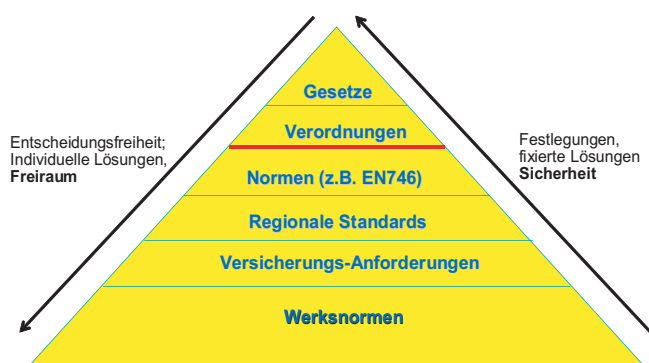 Gesetze
Verordnungen
Normen (z.B. EN746)
Regionale Standards
Versicherungs-Anforderungen
Werksnormen
Entscheidungsfreiheit;
Individuelle Lösungen,
Freiraum
Festlegungen,
fixierte Lösungen
Sicherheit